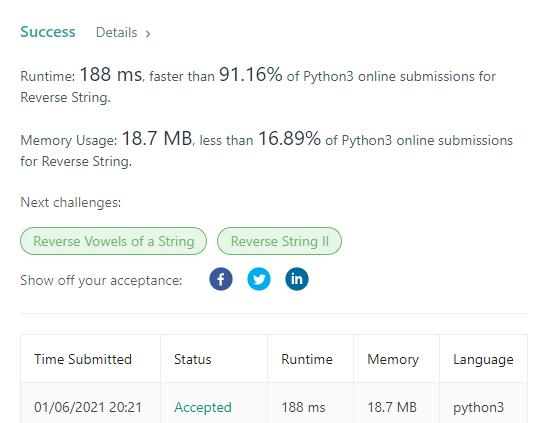 Success Details >
Runtime: 188 ms, faster than 91.16% of Python3 online submissions for
Reverse String.
Memory Usage: 18.7 MB, less than 16.89% of Python3 online submissions
for Reverse String.
Next challenges:
Reverse Vowels of a String Reverse String II
Show off your acceptance: f in
Time Submitted Status Runtime Memory Language
01/06/2021 20:21 Accepted 188 ms 18.7 MB python3